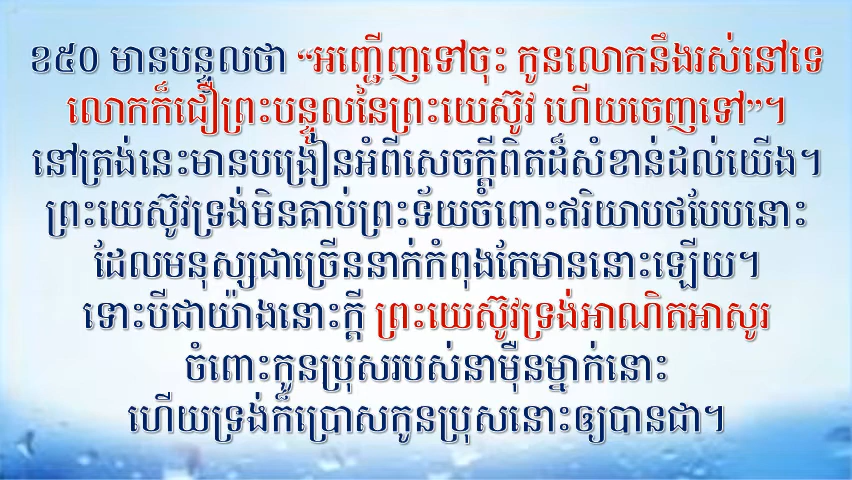 ខ៥០ មានបន្ទូលថា “អញ្ជើញទៅចុះ កូនលោកនឹងរស់នៅទេ
លោកក៏ជឿព្រះបន្ទូលនៃព្រះយេស៊ូវ ហើយចេញទៅ”។
នៅត្រង់នេះមានបង្រៀនអំពីសេចក្ដីពិតដ៏សំខាន់ដល់យើង។
ព្រះយេស៊ូវទ្រង់មិនគាប់ព្រះទ័យចំពោះឥរិយាបថបែបនោះ
ដែលមនុស្សជាច្រើននាក់កំពុងតែមាននោះឡើយ។
ទោះបីជាយ៉ាងនោះក្ដី ព្រះយេស៊ូវទ្រង់អាណិតអាសូរ
ចំពោះកូនប្រុសរបស់នាម៉ឺនម្នាក់នោះ
ហើយទ្រង់ក៏ប្រោសកូនប្រុសនោះឲ្យបានជា។